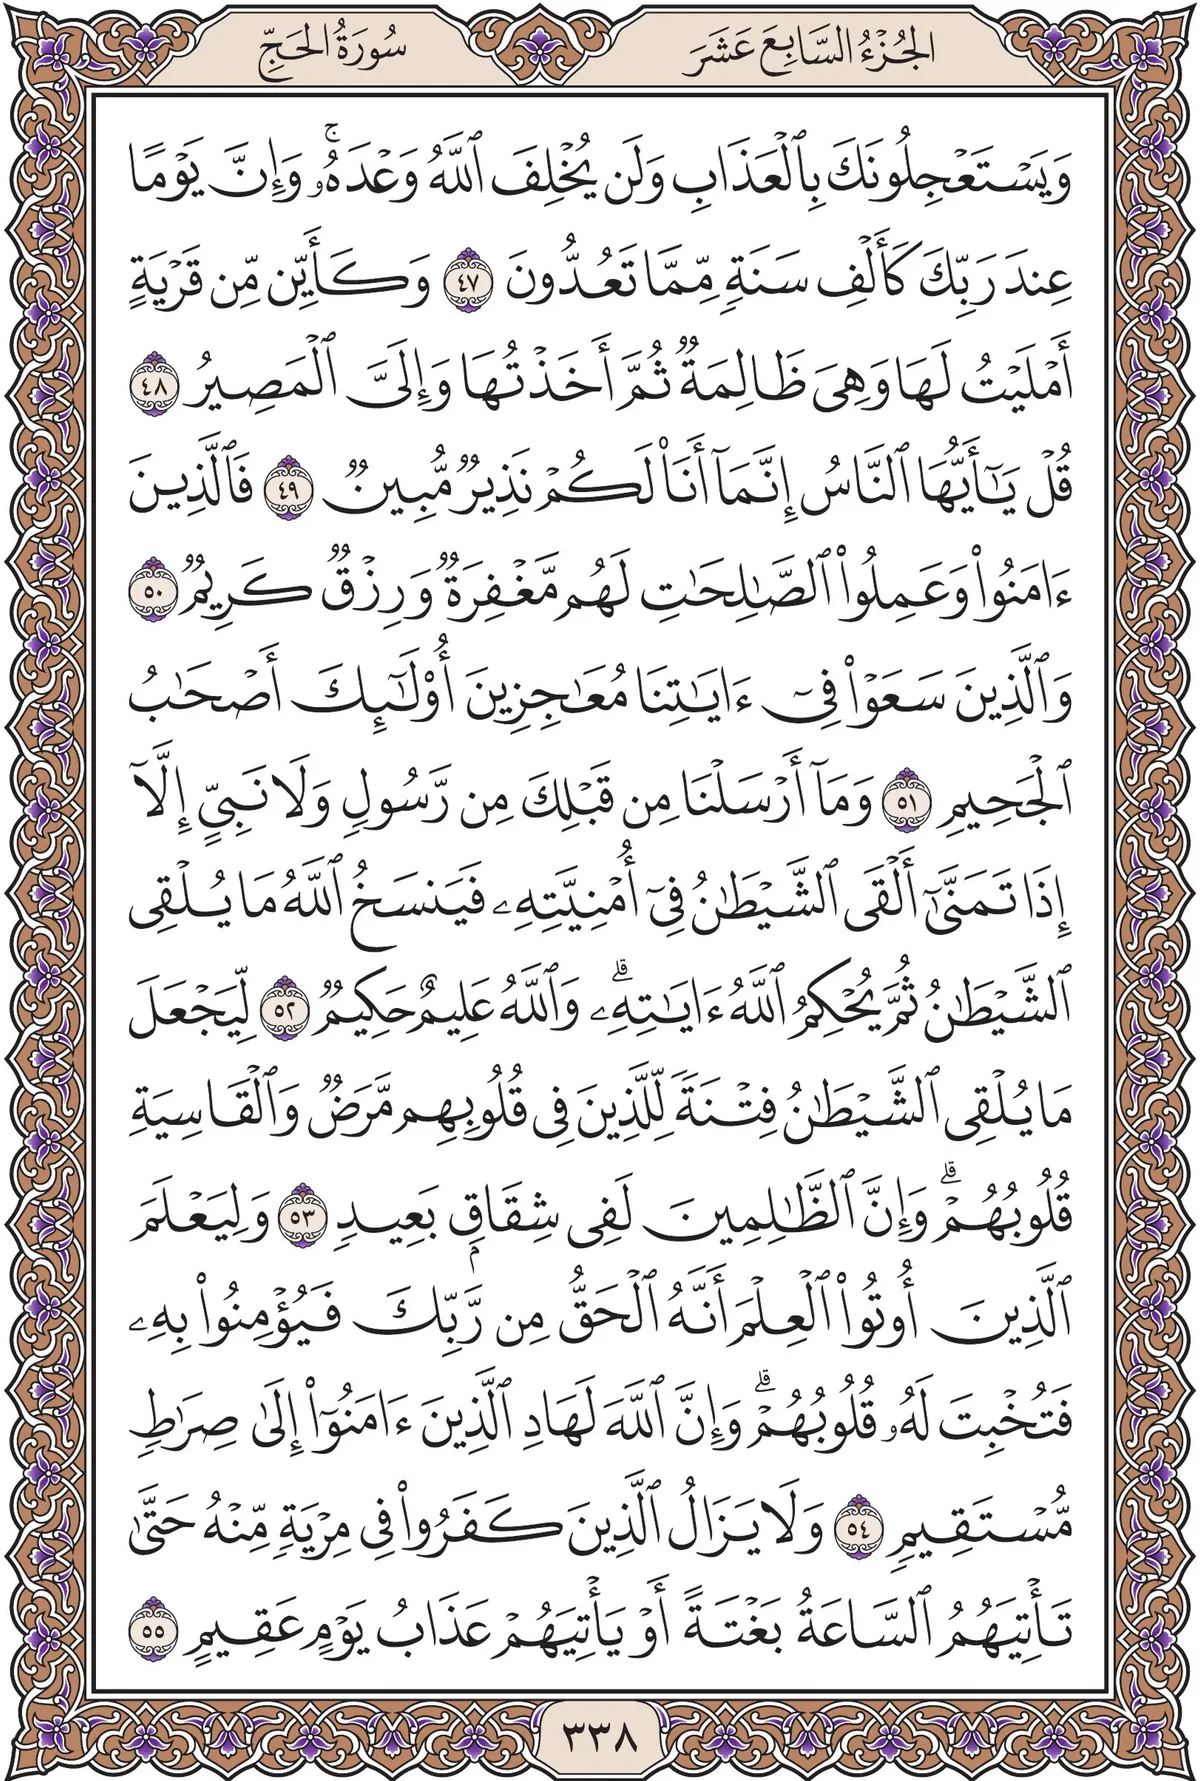 الجُزْءُ السَّابِعَ عَشَرَ
سُورَةُ الحَجِّ
وَيَسْتَعْجِلُونَكَ بِٱلْعَذَابِ وَلَن يُخْلِفَ ٱللَّهُ وَعْدَهُۥۚ وَإِنَّ يَوْمًا
عِندَ رَبِّكَ كَأَلْفِ سَنَةٍ مِّمَّا تَعُدُّونَ ٤٧ وَكَأَيِّن مِّن قَرْيَةٍ
أَمْلَيْتُ لَهَا وَهِىَ ظَالِمَةٌ ثُمَّ أَخَذْتُهَا وَإِلَىَّ ٱلْمَصِيرُ ٤٨
قُلْ يَٰٓأَيُّهَا ٱلنَّاسُ إِنَّمَآ أَنَا۠ لَكُمْ نَذِيرٌ مُّبِينٌ ٤٩ فَٱلَّذِينَ
ءَامَنُوا۟ وَعَمِلُوا۟ ٱلصَّٰلِحَٰتِ لَهُم مَّغْفِرَةٌ وَرِزْقٌ كَرِيمٌ ٥٠
وَٱلَّذِينَ سَعَوْا۟ فِىٓ ءَايَٰتِنَا مُعَٰجِزِينَ أُو۟لَٰٓئِكَ أَصْحَٰبُ
ٱلْجَحِيمِ ٥١ وَمَآ أَرْسَلْنَا مِن قَبْلِكَ مِن رَّسُولٍ وَلَا نَبِىٍّ إِلَّآ
إِذَا تَمَنَّىٰٓ أَلْقَى ٱلشَّيْطَٰنُ فِىٓ أُمْنِيَّتِهِۦ فَيَنسَخُ ٱللَّهُ مَا يُلْقِى
ٱلشَّيْطَٰنُ ثُمَّ يُحْكِمُ ٱللَّهُ ءَايَٰتِهِۦۗ وَٱللَّهُ عَلِيمٌ حَكِيمٌ ٥٢ لِّيَجْعَلَ
مَا يُلْقِى ٱلشَّيْطَٰنُ فِتْنَةً لِّلَّذِينَ فِى قُلُوبِهِم مَّرَضٌ وَٱلْقَاسِيَةِ
قُلُوبُهُمْۗ وَإِنَّ ٱلظَّٰلِمِينَ لَفِى شِقَاقٍۭ بَعِيدٍ ٥٣ وَلِيَعْلَمَ
ٱلَّذِينَ أُوتُوا۟ ٱلْعِلْمَ أَنَّهُ ٱلْحَقُّ مِن رَّبِّكَ فَيُؤْمِنُوا۟ بِهِۦ
فَتُخْبِتَ لَهُۥ قُلُوبُهُمْۗ وَإِنَّ ٱللَّهَ لَهَادِ ٱلَّذِينَ ءَامَنُوٓا۟ إِلَىٰ صِرَٰطٍ
مُّسْتَقِيمٍ ٥٤ وَلَا يَزَالُ ٱلَّذِينَ كَفَرُوا۟ فِى مِرْيَةٍ مِّنْهُ حَتَّىٰ
تَأْتِيَهُمُ ٱلسَّاعَةُ بَغْتَةً أَوْ يَأْتِيَهُمْ عَذَابُ يَوْمٍ عَقِيمٍ ٥٥
٣٣٨